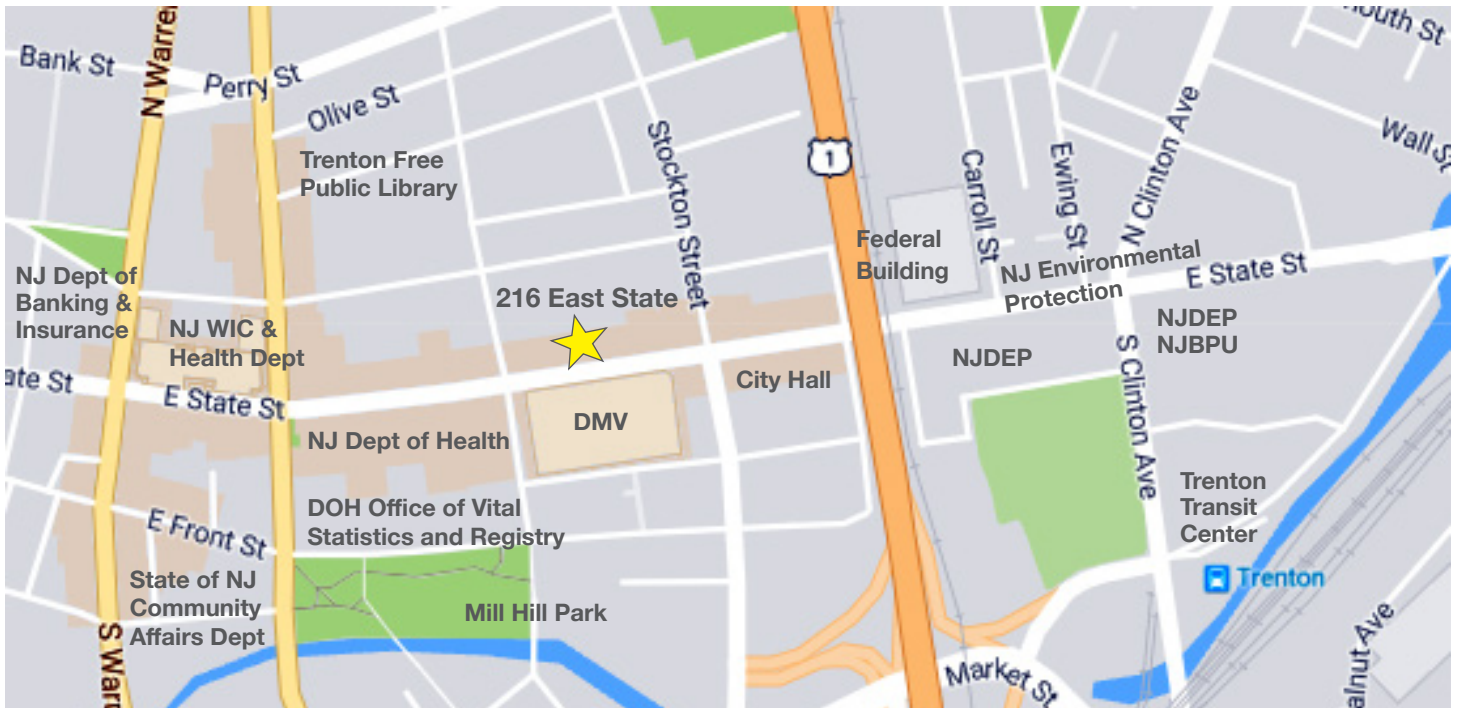 Bank St
N Warre
Perry St
Olive St
Trenton Free
Public Library
Stockton Street
1
Carroll St
Ewing St
N Clinton Ave
outh St
Wall S
Federal
Building
NJ Environmental
Protection
E State St
NJ Dept of
Banking &
Insurance
NJ WIC &
Health Dept
216 East State
NJDEP
NJBPU
NJDEP
City Hall
ate St
E State St
DMV
NJ Dept of Health
S Clinton Ave
Trenton
Transit
Center
DOH Office of Vital
Statistics and Registry
E Front St
State of NJ
Community
Affairs Dept
Mill Hill Park
Trenton
S Warr
Market St
alnut Ave